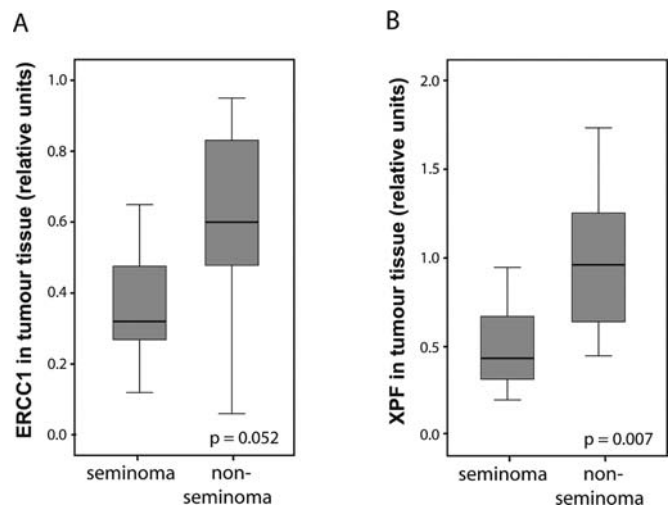 A
ERCC1 in tumour tissue (relative units)
1.0
0.8
0.6
0.4
0.2
0.0
p = 0.052
seminoma
non-
seminoma
B
XPF in tumour tissue (relative units)
2.0
1.5
1.0
0.5
0.0
p = 0.007
seminoma
non-
seminoma